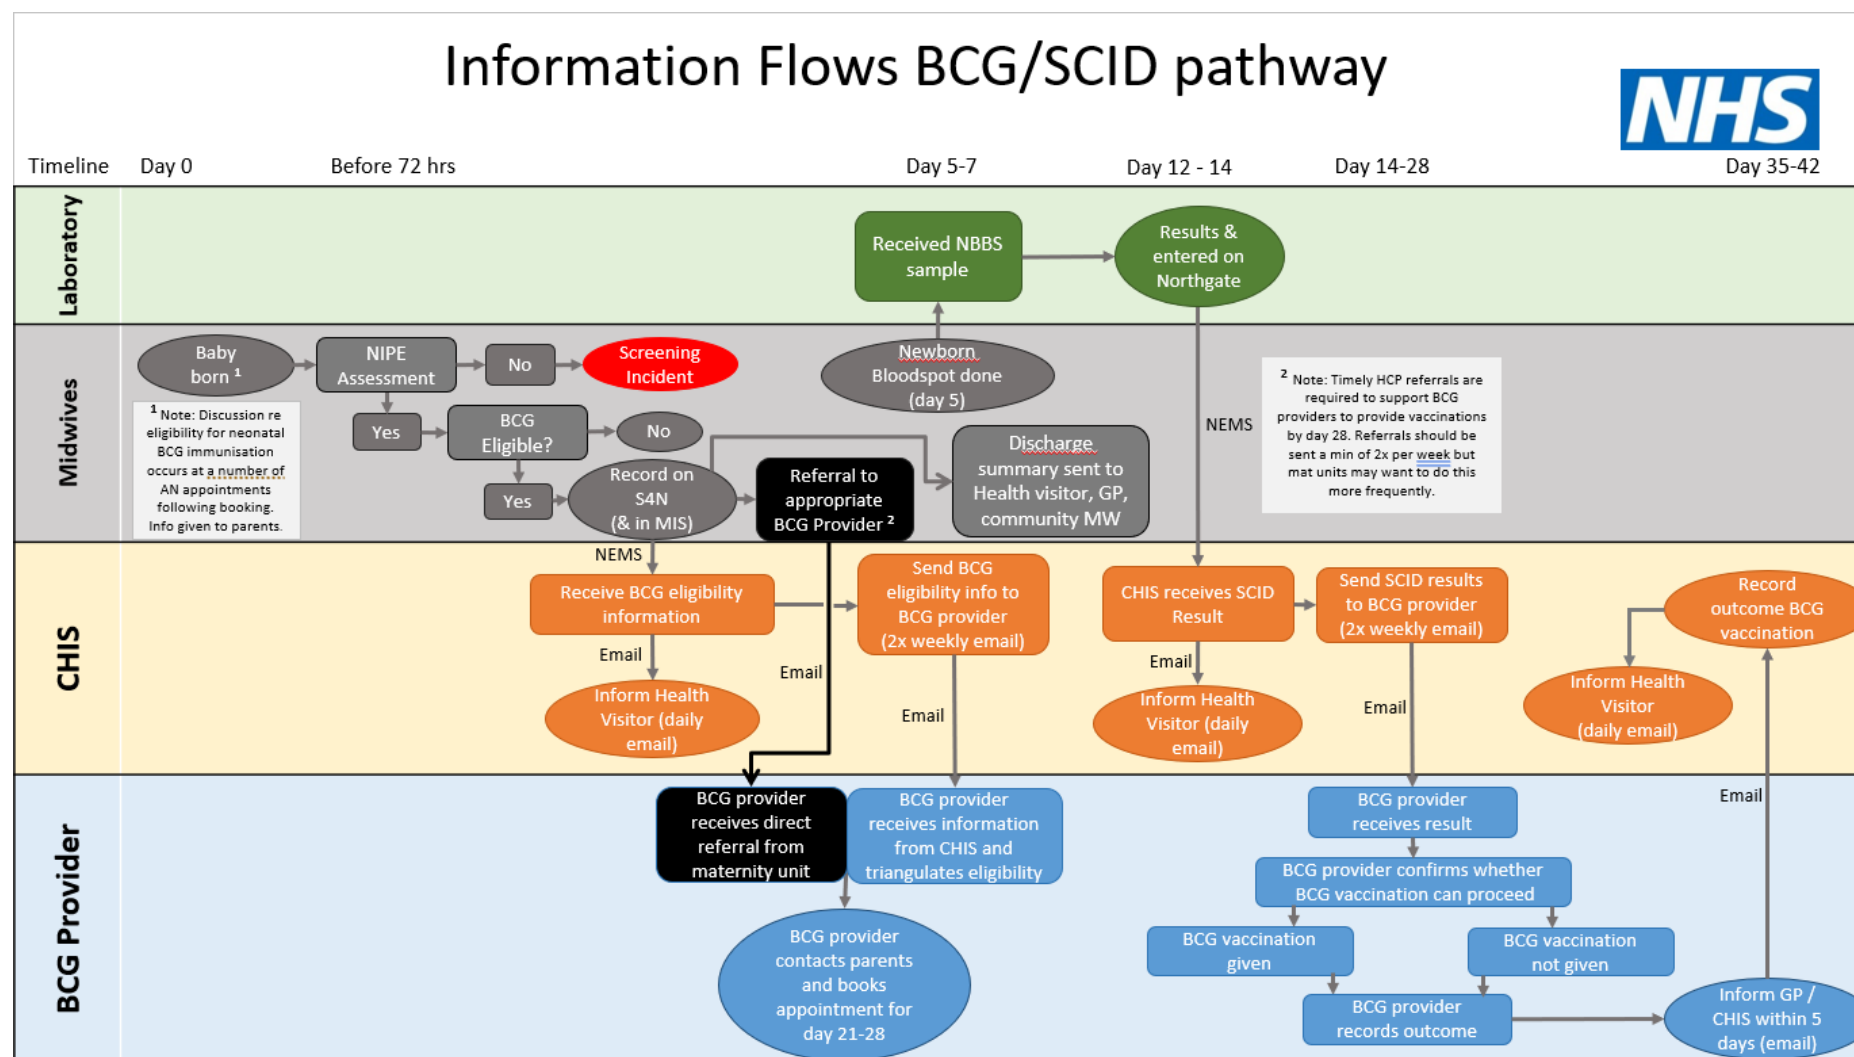 Information Flows BCG/SCID pathway
NHS
Timeline
Day 0
Before 72 hrs
Day 5-7
Day 12 - 14
Day 14-28
Day 35-42
Laboratory
Received NBBS
sample
Results &
entered on
Northgate
Midwives
Baby
born ¹
NIPE
Assessment
No
Screening
Incident
Newborn
Bloodspot done
(day 5)
¹ Note: Discussion re
eligibility for neonatal
BCG immunisation
occurs at a number of
AN appointments
following booking.
Info given to parents.
Yes
BCG
Eligible?
No
Yes
Record on
S4N
(& in MIS)
Referral to
appropriate
BCG Provider ²
Discharge
summary sent to
Health visitor, GP,
community MW
NEMS
² Note: Timely HCP referrals are
required to support BCG
providers to provide vaccinations
by day 28. Referrals should be
sent a min of 2x per week but
mat units may want to do this
more frequently.
CHIS
NEMS
Receive BCG eligibility
information
Send BCG
eligibility info to
BCG provider
(2x weekly email)
CHIS receives SCID
Result
Send SCID results
to BCG provider
(2x weekly email)
Record
outcome BCG
vaccination
Email
Email
Email
Inform Health
Visitor (daily
email)
Email
Inform Health
Visitor (daily
email)
Email
Inform Health
Visitor
(daily email)
BCG Provider
BCG provider
receives direct
referral from
maternity unit
BCG provider
receives information
from CHIS and
triangulates eligibility
BCG provider
receives result
Email
BCG provider confirms whether
BCG vaccination can proceed
BCG provider
contacts parents
and books
appointment for
day 21-28
BCG vaccination
given
BCG vaccination
not given
BCG provider
records outcome
Inform GP /
CHIS within 5
days (email)